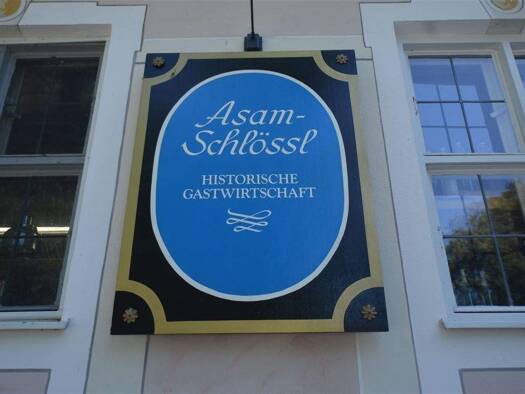 Asam-
Schlössl
HISTORISCHE
GASTWIRTSCHAFT